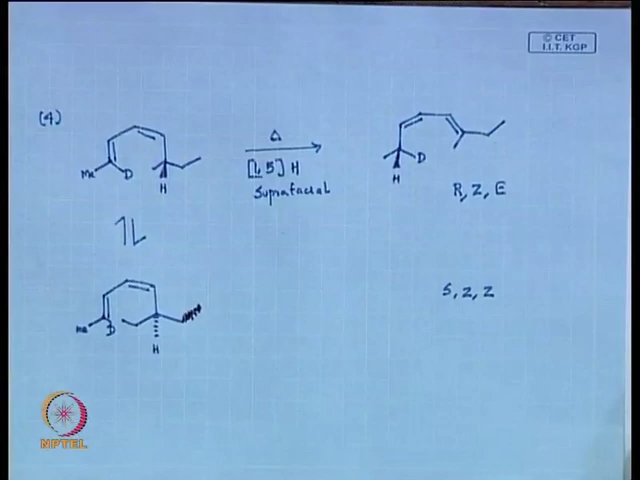 © CET
I.I.T. KGP
(4)
Δ
[1,5] H
Suprafacial
Me
D
H
D
H
R, Z, E
Me
D
H
S, Z, Z
NPTEL